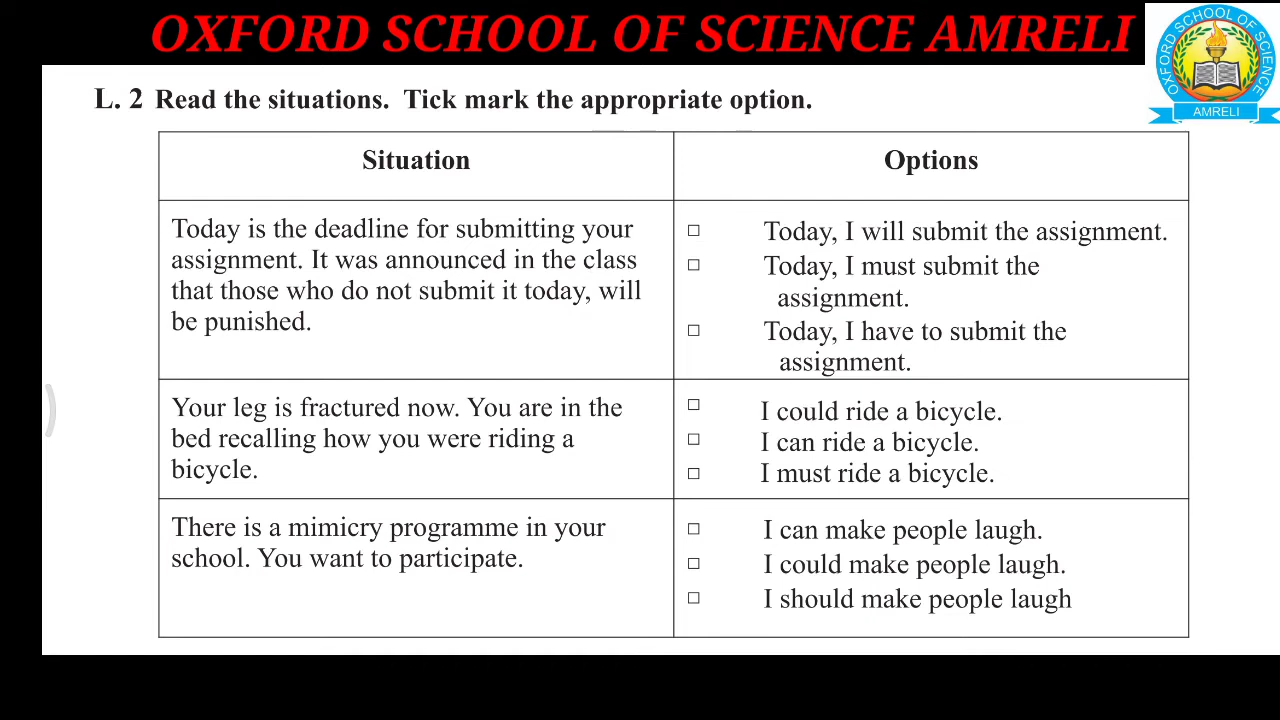 OXFORD SCHOOL OF SCIENCE AMRELI
OXFORD SCHOOL OF SCIENCE
AMRELI
L. 2 Read the situations. Tick mark the appropriate option.
Situation
Options
Today is the deadline for submitting your
assignment. It was announced in the class
that those who do not submit it today, will
be punished.
□ Today, I will submit the assignment.
□ Today, I must submit the
assignment.
□ Today, I have to submit the
assignment.
Your leg is fractured now. You are in the
bed recalling how you were riding a
bicycle.
□ I could ride a bicycle.
□ I can ride a bicycle.
□ I must ride a bicycle.
There is a mimicry programme in your
school. You want to participate.
□ I can make people laugh.
□ I could make people laugh.
□ I should make people laugh